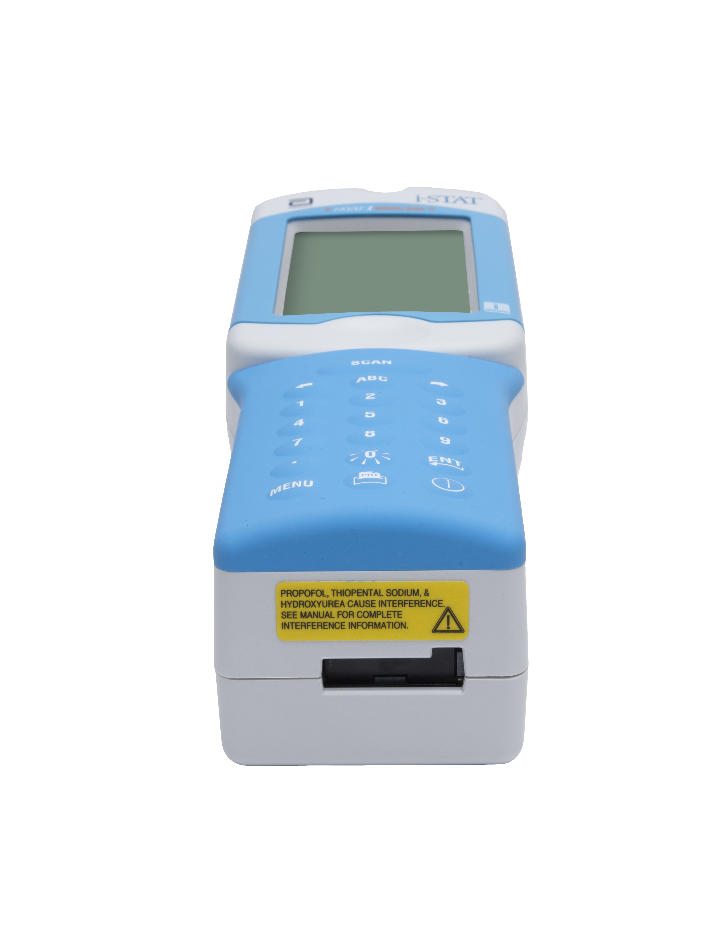 i-STAT
SCAN
ABC
1 2 3
4 5 6
7 8 9
. 0 ENT
MENU
PROPOFOL, THIOPENTAL SODIUM, &
HYDROXYUREA CAUSE INTERFERENCE.
SEE MANUAL FOR COMPLETE
INTERFERENCE INFORMATION.